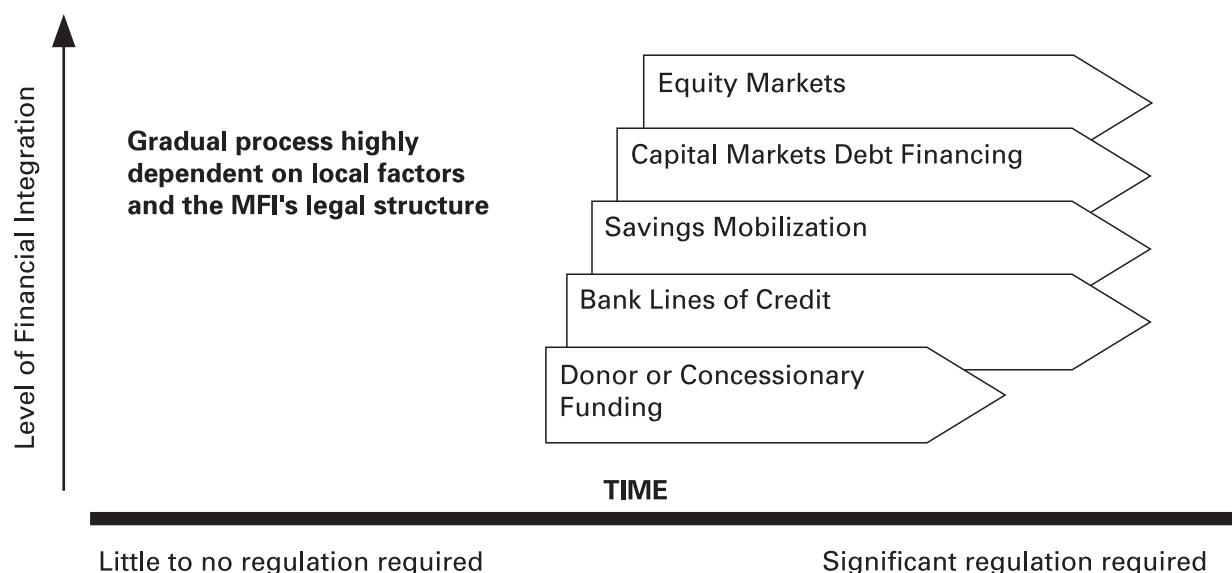 Level of Financial Integration
Gradual process highly
dependent on local factors
and the MFI's legal structure
Equity Markets
Capital Markets Debt Financing
Savings Mobilization
Bank Lines of Credit
Donor or Concessionary
Funding
TIME
Little to no regulation required
Significant regulation required